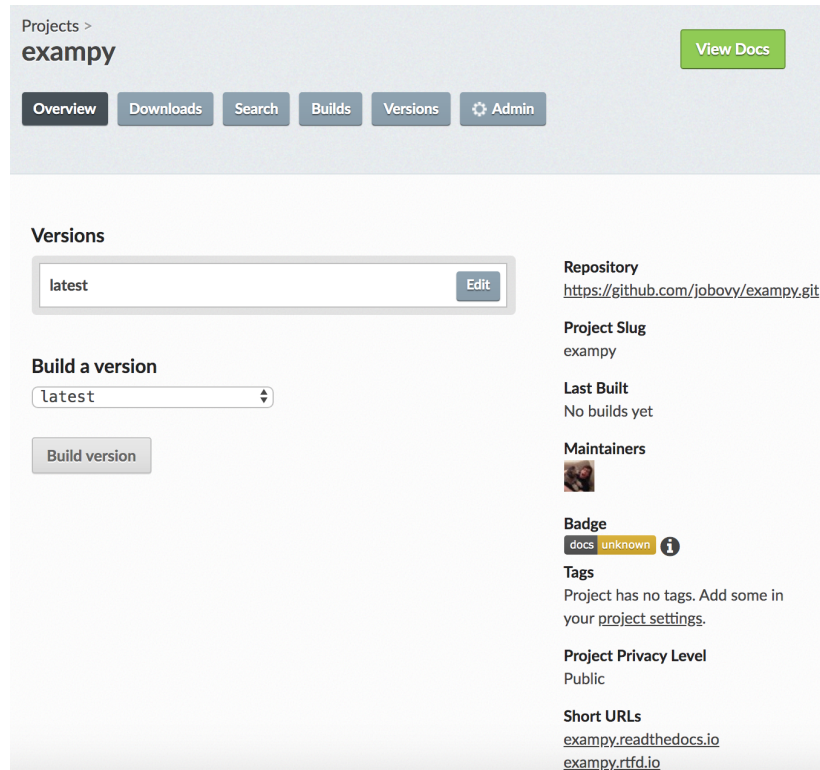 Projects >
exampy
View Docs
Overview
Downloads
Search
Builds
Versions
Admin
Versions
latest
Edit
Build a version
latest
Build version
Repository
https://github.com/jobovy/exampy.git
Project Slug
exampy
Last Built
No builds yet
Maintainers
Badge
docs unknown
Tags
Project has no tags. Add some in
your project settings.
Project Privacy Level
Public
Short URLs
exampy.readthedocs.io
exampy.rtfd.io